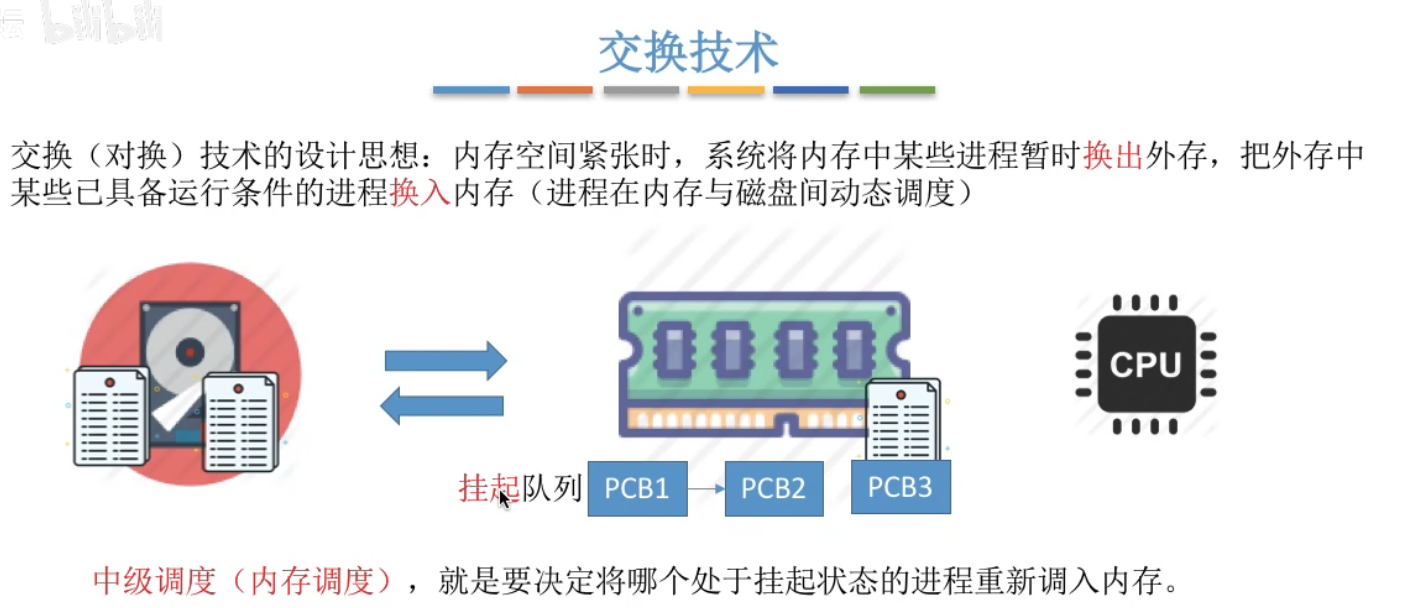 坛 bilibili
交换技术
交换（对换）技术的设计思想：内存空间紧张时，系统将内存中某些进程暂时换出外存，把外存中
某些已具备运行条件的进程换入内存（进程在内存与磁盘间动态调度）
CPU
挂起队列 PCB1 PCB2 PCB3
中级调度（内存调度），就是要决定将哪个处于挂起状态的进程重新调入内存。